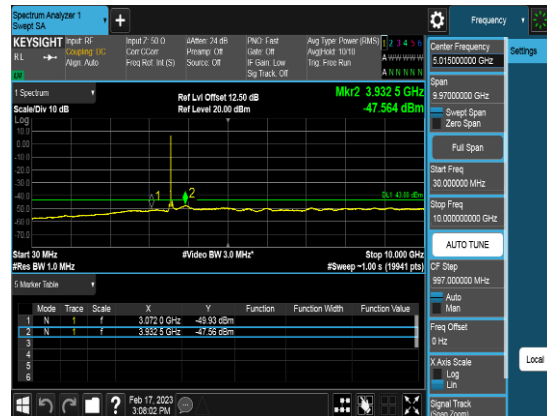 Spectrum Analyzer 1
Swept SA
Frequency
KEYSIGHT
Input: RF
Coupling: DC
Align: Auto
Input Z: 50 Ω
Corr CCorr
Freq Ref: Int (S)
#Atten: 24 dB
Preamp: Off
Source: Off
PNO: Fast
Gate: Off
IF Gain: Low
Sig Track: Off
Avg Type: Power (RMS)
Avg|Hold: 10/10
Trig: Free Run
1 2 3 4 5 6
A W W W W W
A N N N N N
RL
1 Spectrum
Scale/Div 10 dB
Ref Lvl Offset 12.50 dB
Ref Level 20.00 dBm
Mkr2 3.932 5 GHz
-47.564 dBm
Log
10.0
0.00
-10.0
-20.0
-30.0
-40.0
-50.0
-60.0
-70.0
1
2
DL1 -43.00 dBm
Start 30 MHz
#Res BW 1.0 MHz
#Video BW 3.0 MHz*
Stop 10.000 GHz
#Sweep ~1.00 s (19941 pts)
5 Marker Table
Mode Trace Scale X Y Function Function Width Function Value
1 N 1 f 3.072 0 GHz -49.93 dBm
2 N 1 f 3.932 5 GHz -47.56 dBm
3
4
5
6
Feb 17, 2023
3:08:02 PM
Center Frequency
5.015000000 GHz
Settings
Span
9.97000000 GHz
Swept Span
Zero Span
Full Span
Start Freq
30.000000 MHz
Stop Freq
10.000000000 GHz
AUTO TUNE
CF Step
997.000000 MHz
Auto
Man
Freq Offset
0 Hz
X Axis Scale
Log
Lin
Local
Signal Track
(Span Zoom)